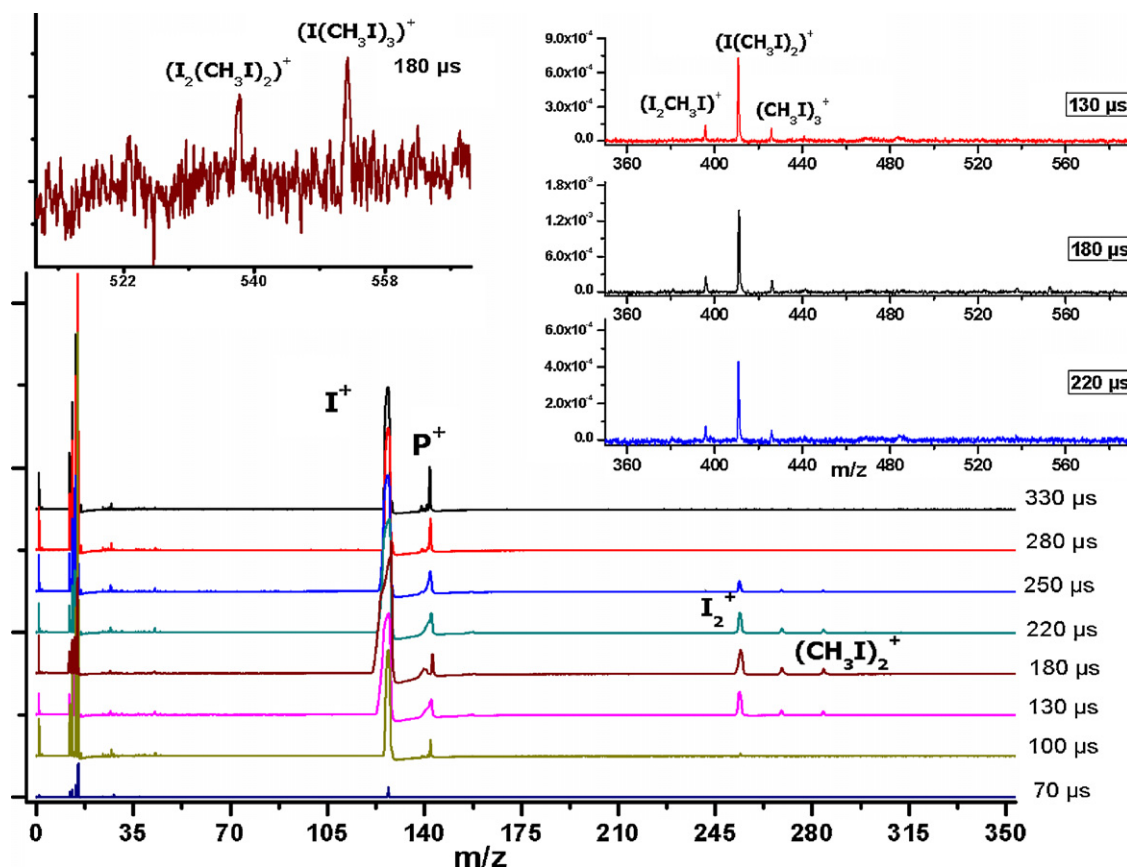 (I(CH₃I)₃)⁺
(I₂(CH₃I)₂)⁺
180 µs
522 540 558
9.0x10⁻⁴
6.0x10⁻⁴
3.0x10⁻⁴
0.0
(I(CH₃I)₂)⁺
(I₂CH₃I)⁺
(CH₃I)₃⁺
130 µs
360 400 440 480 520 560
1.8x10⁻³
1.2x10⁻³
6.0x10⁻⁴
0.0
180 µs
360 400 440 480 520 560
m/z
6.0x10⁻⁴
4.0x10⁻⁴
2.0x10⁻⁴
0.0
220 µs
360 400 440 480 520 560
m/z
I⁺
P⁺
I₂⁺
(CH₃I)₂⁺
330 µs
280 µs
250 µs
220 µs
180 µs
130 µs
100 µs
70 µs
0 35 70 105 140 175 210 245 280 315 350
m/z